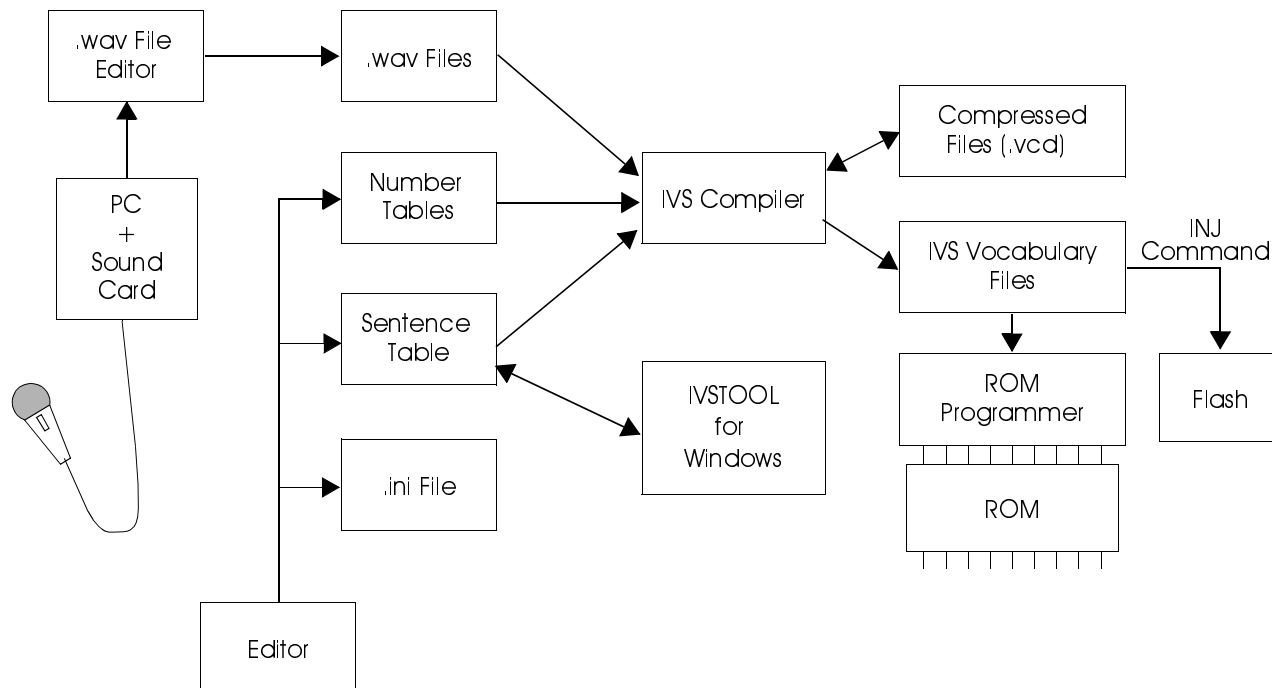 .wav File
Editor
.wav Files
PC
+
Sound
Card
Number
Tables
Sentence
Table
.ini File
Editor
IVS Compiler
IVSTOOL
for
Windows
Compressed
Files (.vcd)
IVS Vocabulary
Files
INJ
Command
ROM
Programmer
ROM
Flash